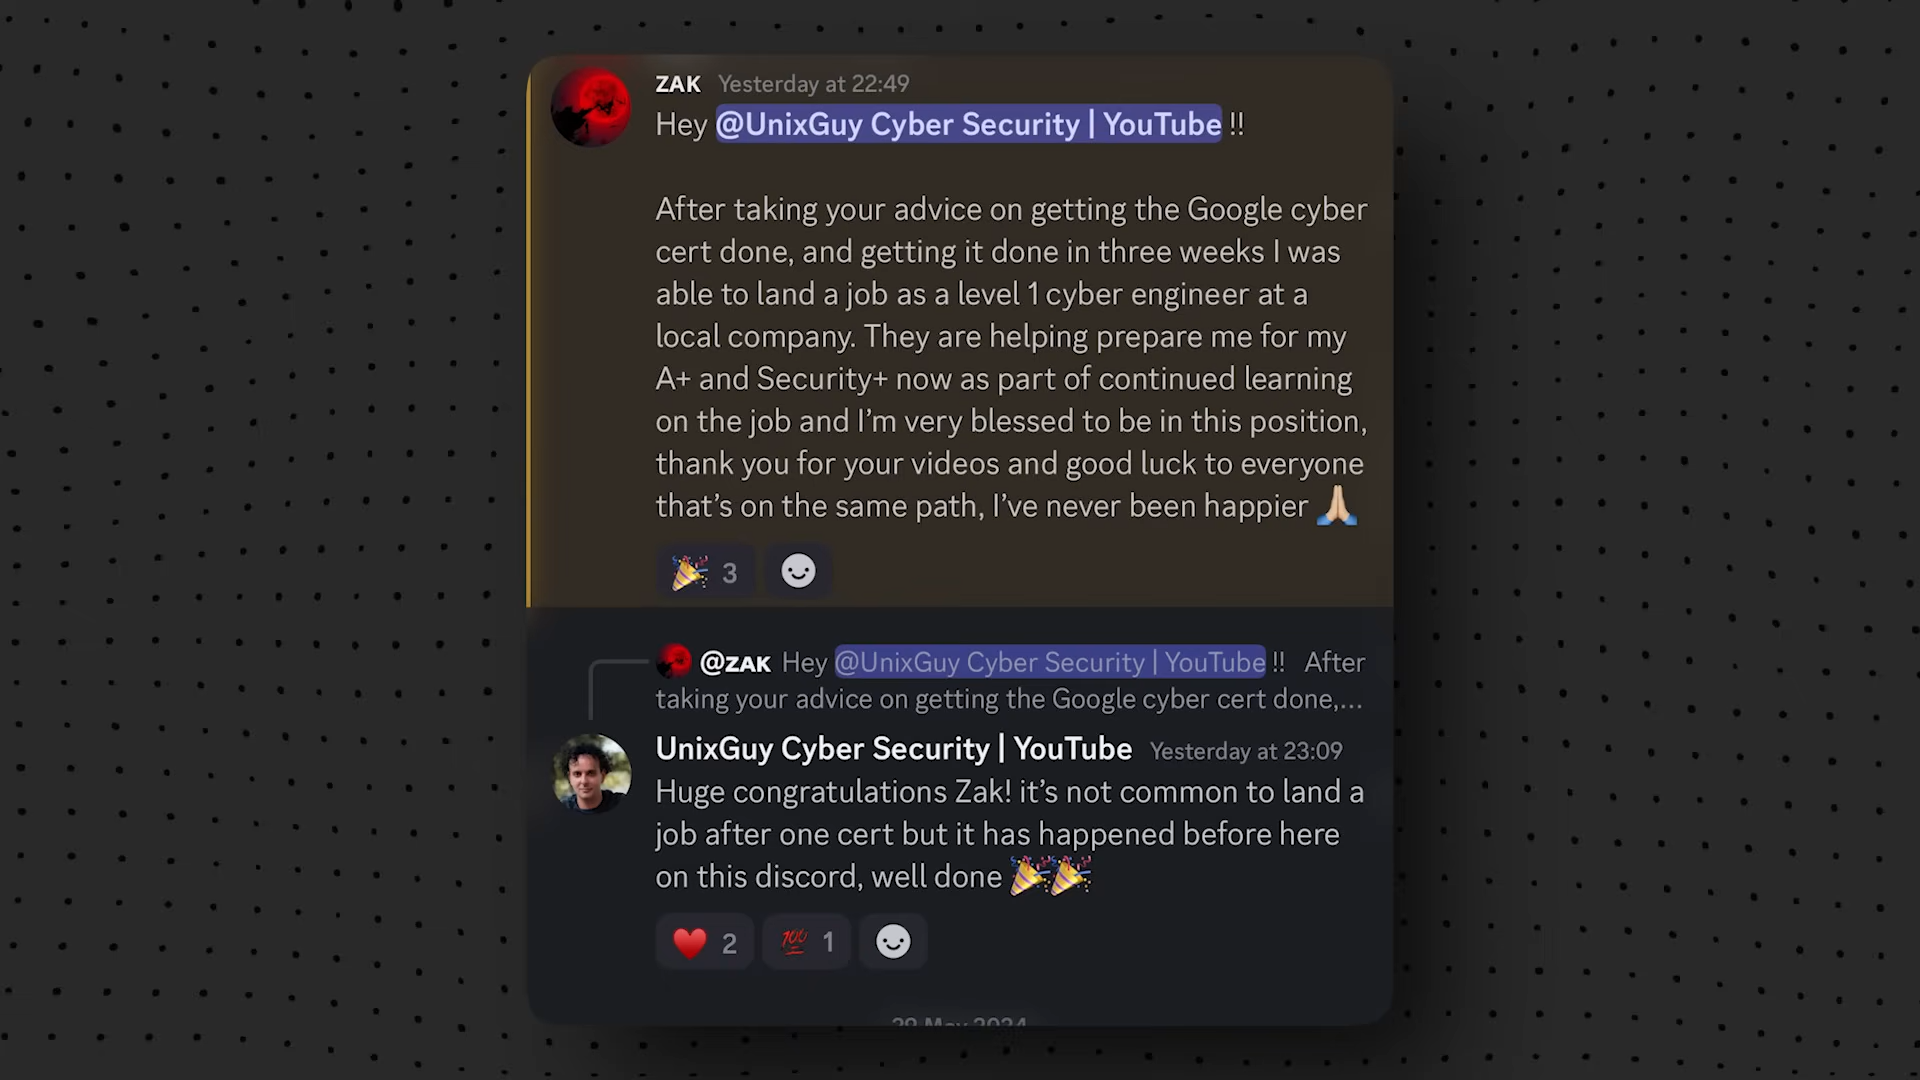 ZAK Yesterday at 22:49
Hey @UnixGuy Cyber Security | YouTube !!
After taking your advice on getting the Google cyber
cert done, and getting it done in three weeks I was
able to land a job as a level 1 cyber engineer at a
local company. They are helping prepare me for my
A+ and Security+ now as part of continued learning
on the job and I'm very blessed to be in this position,
thank you for your videos and good luck to everyone
that's on the same path, I've never been happier 🙏🏻
🎉 3
@ZAK Hey @UnixGuy Cyber Security | YouTube !! After
taking your advice on getting the Google cyber cert done,...
UnixGuy Cyber Security | YouTube Yesterday at 23:09
Huge congratulations Zak! it's not common to land a
job after one cert but it has happened before here
on this discord, well done 🎉🎉
❤️ 2 💯 1
29 May 2024